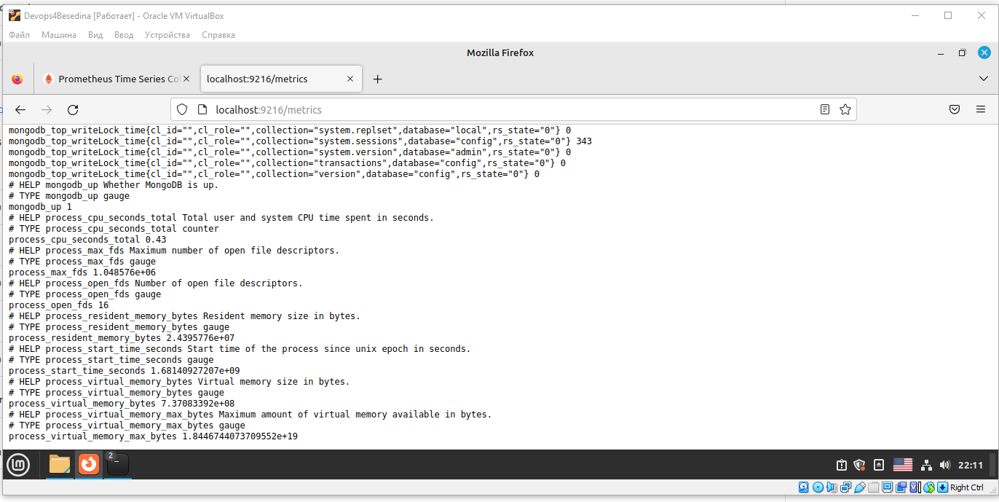 Devops4Besedina [Работает] - Oracle VM VirtualBox
Файл Машина Вид Ввод Устройства Справка
Mozilla Firefox
Prometheus Time Series Co
localhost:9216/metrics
localhost:9216/metrics
mongodb_top_writeLock_time{cl_id="",cl_role="",collection="system.replset",database="local",rs_state="0"} 0
mongodb_top_writeLock_time{cl_id="",cl_role="",collection="system.sessions",database="config",rs_state="0"} 343
mongodb_top_writeLock_time{cl_id="",cl_role="",collection="system.version",database="admin",rs_state="0"} 0
mongodb_top_writeLock_time{cl_id="",cl_role="",collection="transactions",database="config",rs_state="0"} 0
mongodb_top_writeLock_time{cl_id="",cl_role="",collection="version",database="config",rs_state="0"} 0
# HELP mongodb_up Whether MongoDB is up.
# TYPE mongodb_up gauge
mongodb_up 1
# HELP process_cpu_seconds_total Total user and system CPU time spent in seconds.
# TYPE process_cpu_seconds_total counter
process_cpu_seconds_total 0.43
# HELP process_max_fds Maximum number of open file descriptors.
# TYPE process_max_fds gauge
process_max_fds 1.048576e+06
# HELP process_open_fds Number of open file descriptors.
# TYPE process_open_fds gauge
process_open_fds 16
# HELP process_resident_memory_bytes Resident memory size in bytes.
# TYPE process_resident_memory_bytes gauge
process_resident_memory_bytes 2.4395776e+07
# HELP process_start_time_seconds Start time of the process since unix epoch in seconds.
# TYPE process_start_time_seconds gauge
process_start_time_seconds 1.68140927207e+09
# HELP process_virtual_memory_bytes Virtual memory size in bytes.
# TYPE process_virtual_memory_bytes gauge
process_virtual_memory_bytes 7.37083392e+08
# HELP process_virtual_memory_max_bytes Maximum amount of virtual memory available in bytes.
# TYPE process_virtual_memory_max_bytes gauge
process_virtual_memory_max_bytes 1.8446744073709552e+19
2
22:11
Right Ctrl